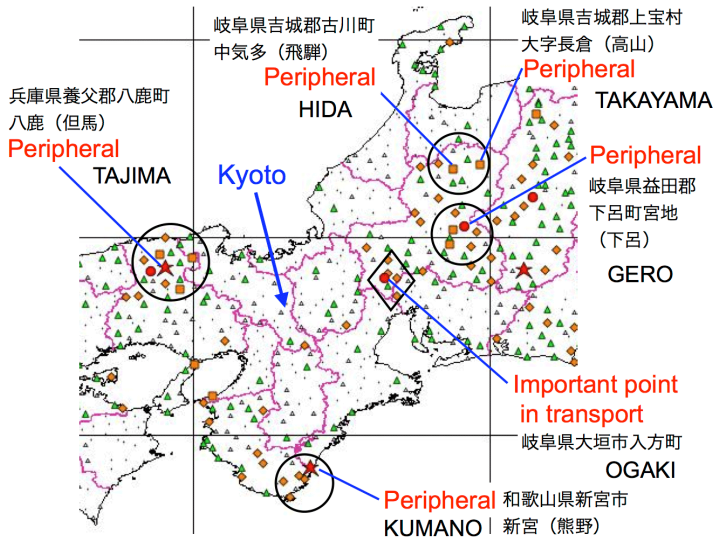 岐阜県吉城郡古川町
中気多（飛騨）
Peripheral
HIDA
岐阜県吉城郡上宝村
大字長倉（高山）
Peripheral
TAKAYAMA
兵庫県養父郡八鹿町
八鹿（但馬）
Peripheral
TAJIMA
Kyoto
Peripheral
岐阜県益田郡
下呂町宮地
（下呂）
GERO
Important point
in transport
岐阜県大垣市入方町
OGAKI
Peripheral
KUMANO
和歌山県新宮市
新宮（熊野）